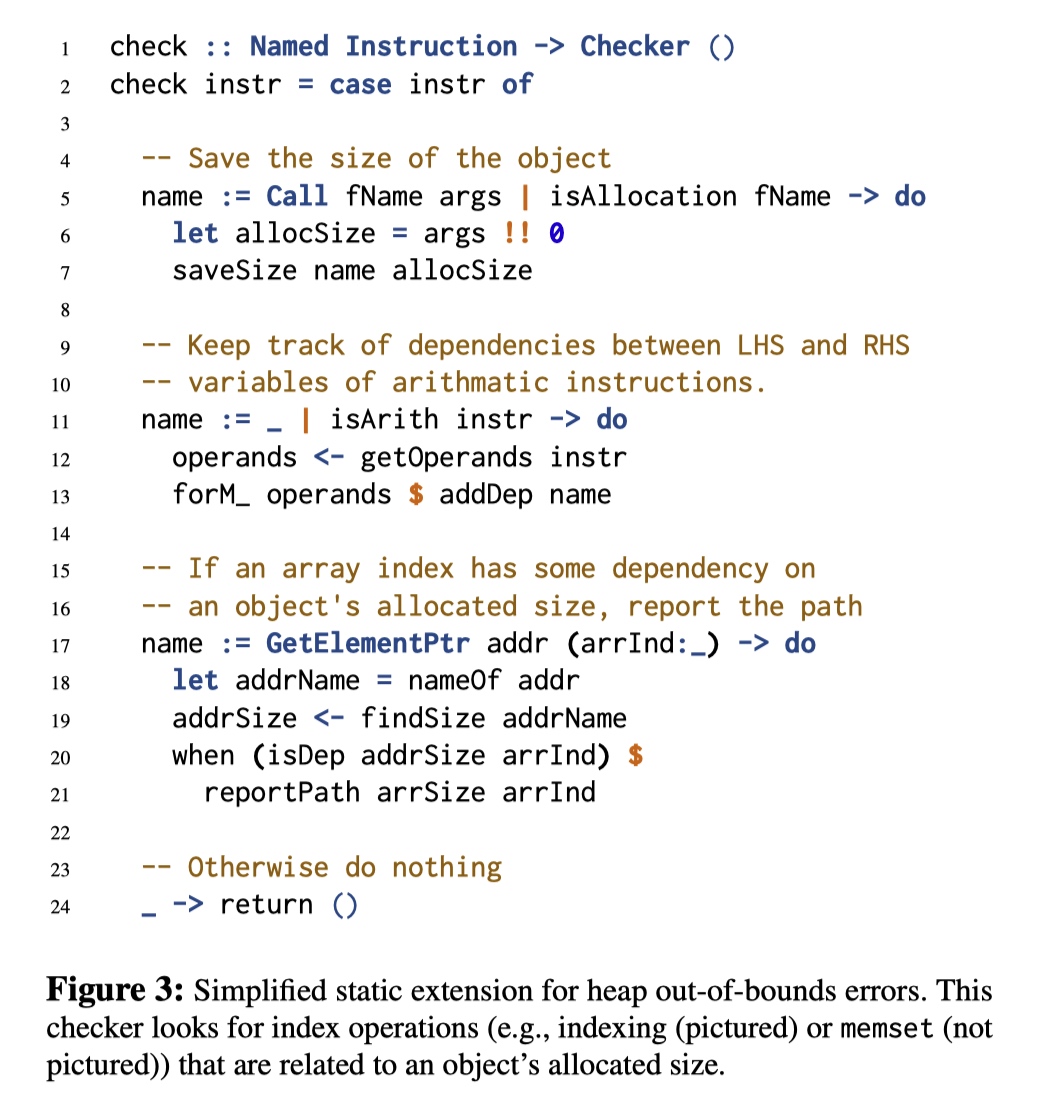 1 check :: Named Instruction -> Checker ()
2 check instr = case instr of
3
4 -- Save the size of the object
5 name := Call fName args | isAllocation fName -> do
6 let allocSize = args !! 0
7 saveSize name allocSize
8
9 -- Keep track of dependencies between LHS and RHS
10 -- variables of arithmatic instructions.
11 name := _ | isArith instr -> do
12 operands <- getOperands instr
13 forM_ operands $ addDep name
14
15 -- If an array index has some dependency on
16 -- an object's allocated size, report the path
17 name := GetElementPtr addr (arrInd:_) -> do
18 let addrName = nameOf addr
19 addrSize <- findSize addrName
20 when (isDep addrSize arrInd) $
21 reportPath arrSize arrInd
22
23 -- Otherwise do nothing
24 _ -> return ()
Figure 3: Simplified static extension for heap out-of-bounds errors. This
checker looks for index operations (e.g., indexing (pictured) or memset (not
pictured)) that are related to an object’s allocated size.